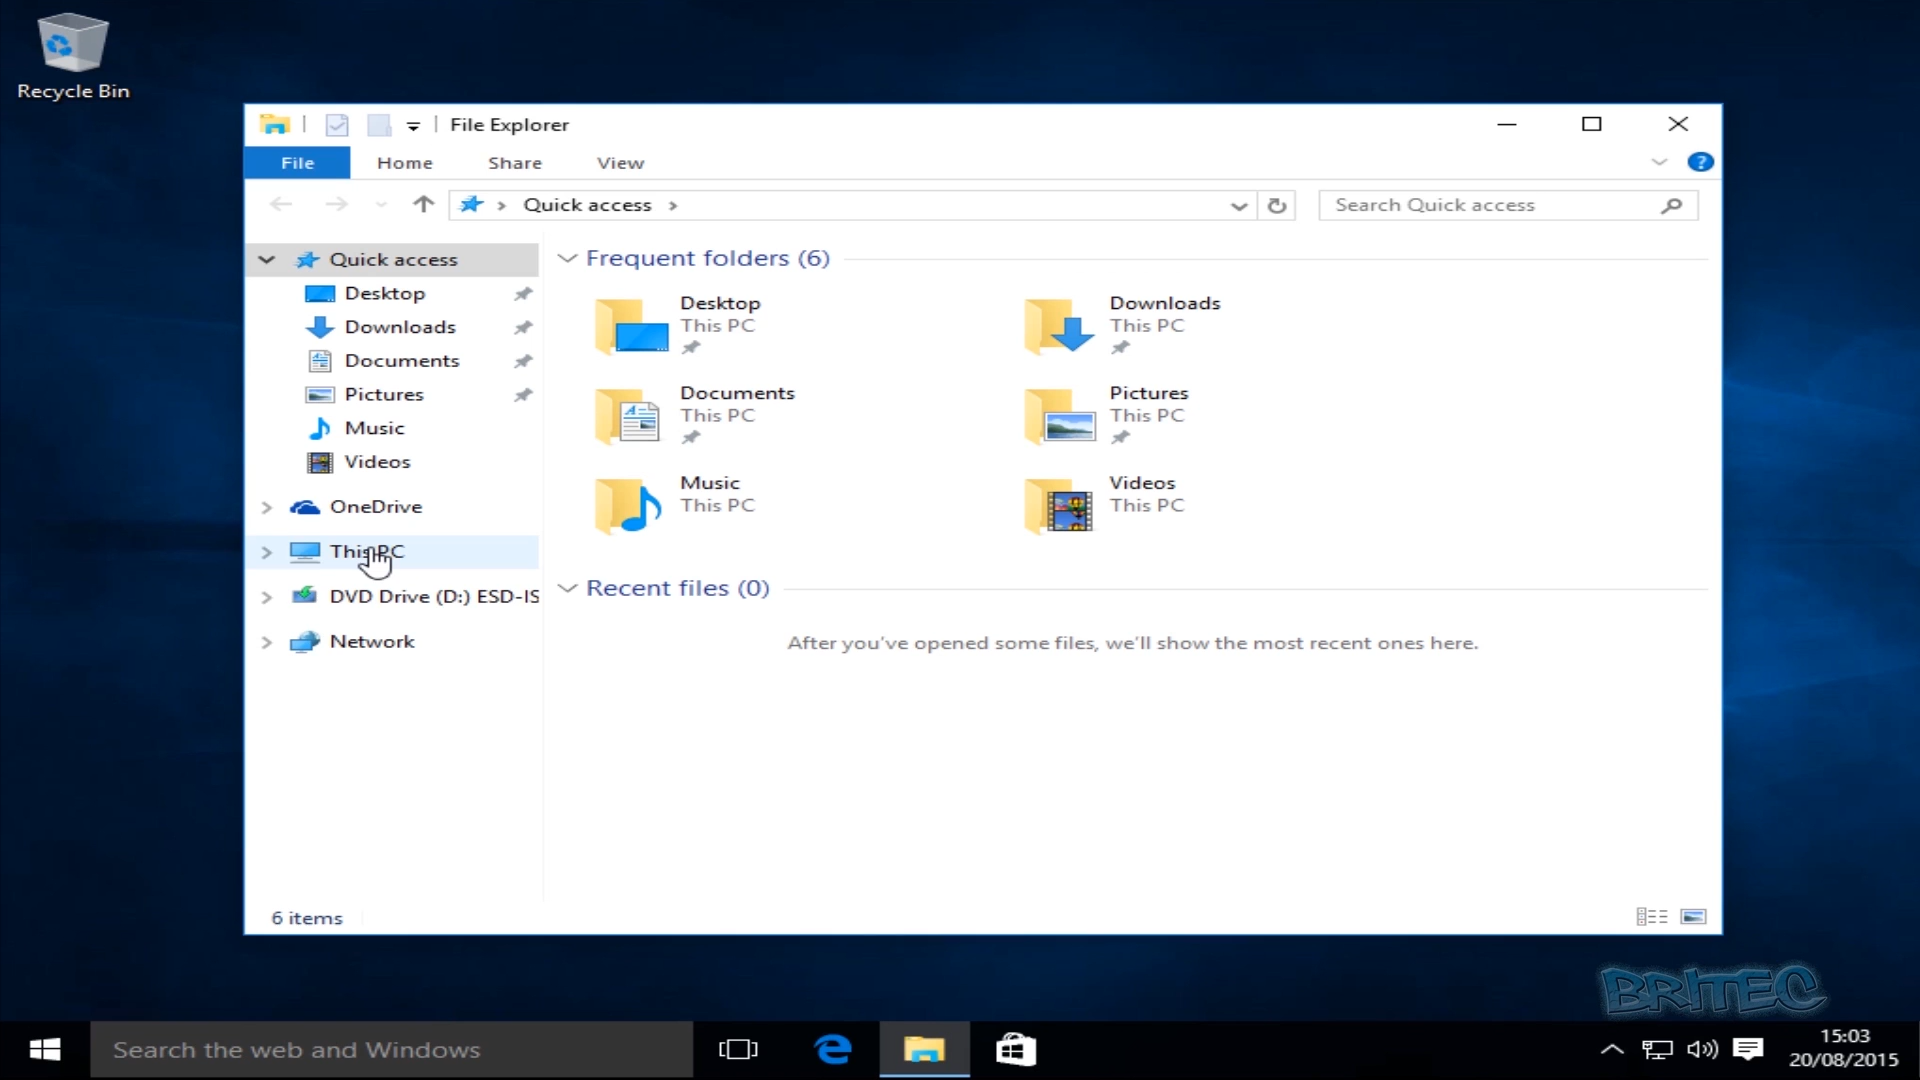 Recycle Bin
File Explorer
File Home Share View
Quick access
Search Quick access
Quick access
Desktop
Downloads
Documents
Pictures
Music
Videos
OneDrive
This PC
DVD Drive (D:) ESD-IS
Network
Frequent folders (6)
Desktop
This PC
Downloads
This PC
Documents
This PC
Pictures
This PC
Music
This PC
Videos
This PC
Recent files (0)
After you've opened some files, we'll show the most recent ones here.
6 items
BRITEC
Search the web and Windows
15:03
20/08/2015